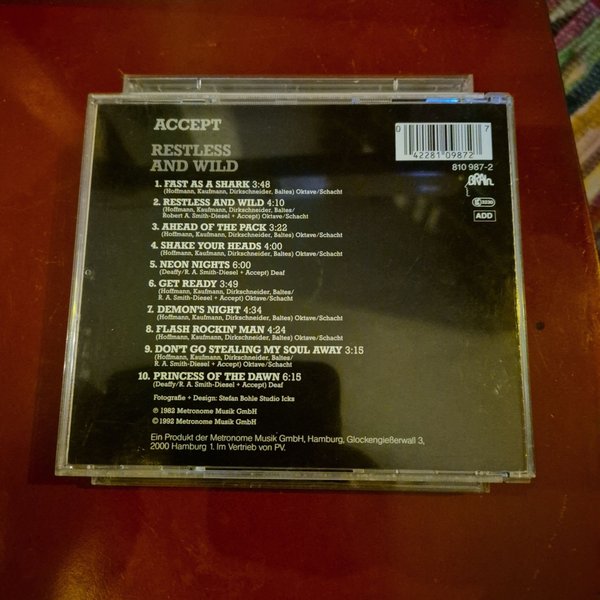 ACCEPT
RESTLESS
AND WILD
0 42281 09872 7
810 987-2
BRAIN
LC 13230
ADD
1. FAST AS A SHARK 3:48
(Hoffmann, Kaufmann, Dirkschneider, Baltes) Oktave/Schacht
2. RESTLESS AND WILD 4:10
(Hoffmann, Kaufmann, Dirkschneider, Baltes/
Robert A. Smith-Diesel + Accept) Oktave/Schacht
3. AHEAD OF THE PACK 3:22
(Hoffmann, Kaufmann, Dirkschneider, Baltes) Oktave/Schacht
4. SHAKE YOUR HEADS 4:00
(Hoffmann, Kaufmann, Dirkschneider, Baltes) Oktave/Schacht
5. NEON NIGHTS 6:00
(Deaffy/R. A. Smith-Diesel + Accept) Deaf
6. GET READY 3:49
(Hoffmann, Kaufmann, Dirkschneider, Baltes/
R. A. Smith-Diesel + Accept) Oktave/Schacht
7. DEMON'S NIGHT 4:34
(Hoffmann, Kaufmann, Dirkschneider, Baltes) Oktave/Schacht
8. FLASH ROCKIN' MAN 4:24
(Hoffmann, Kaufmann, Dirkschneider, Baltes) Oktave/Schacht
9. DON'T GO STEALING MY SOUL AWAY 3:15
(Hoffmann, Kaufmann, Dirkschneider, Baltes/
R. A. Smith-Diesel + Accept) Oktave/Schacht
10. PRINCESS OF THE DAWN 6:15
(Deaffy/R. A. Smith-Diesel + Accept) Deaf
Fotografie + Design: Stefan Bohle Studio Icks
℗ 1982 Metronome Musik GmbH
© 1992 Metronome Musik GmbH
Ein Produkt der Metronome Musik GmbH, Hamburg, Glockengießerwall 3,
2000 Hamburg 1. Im Vertrieb von PV.